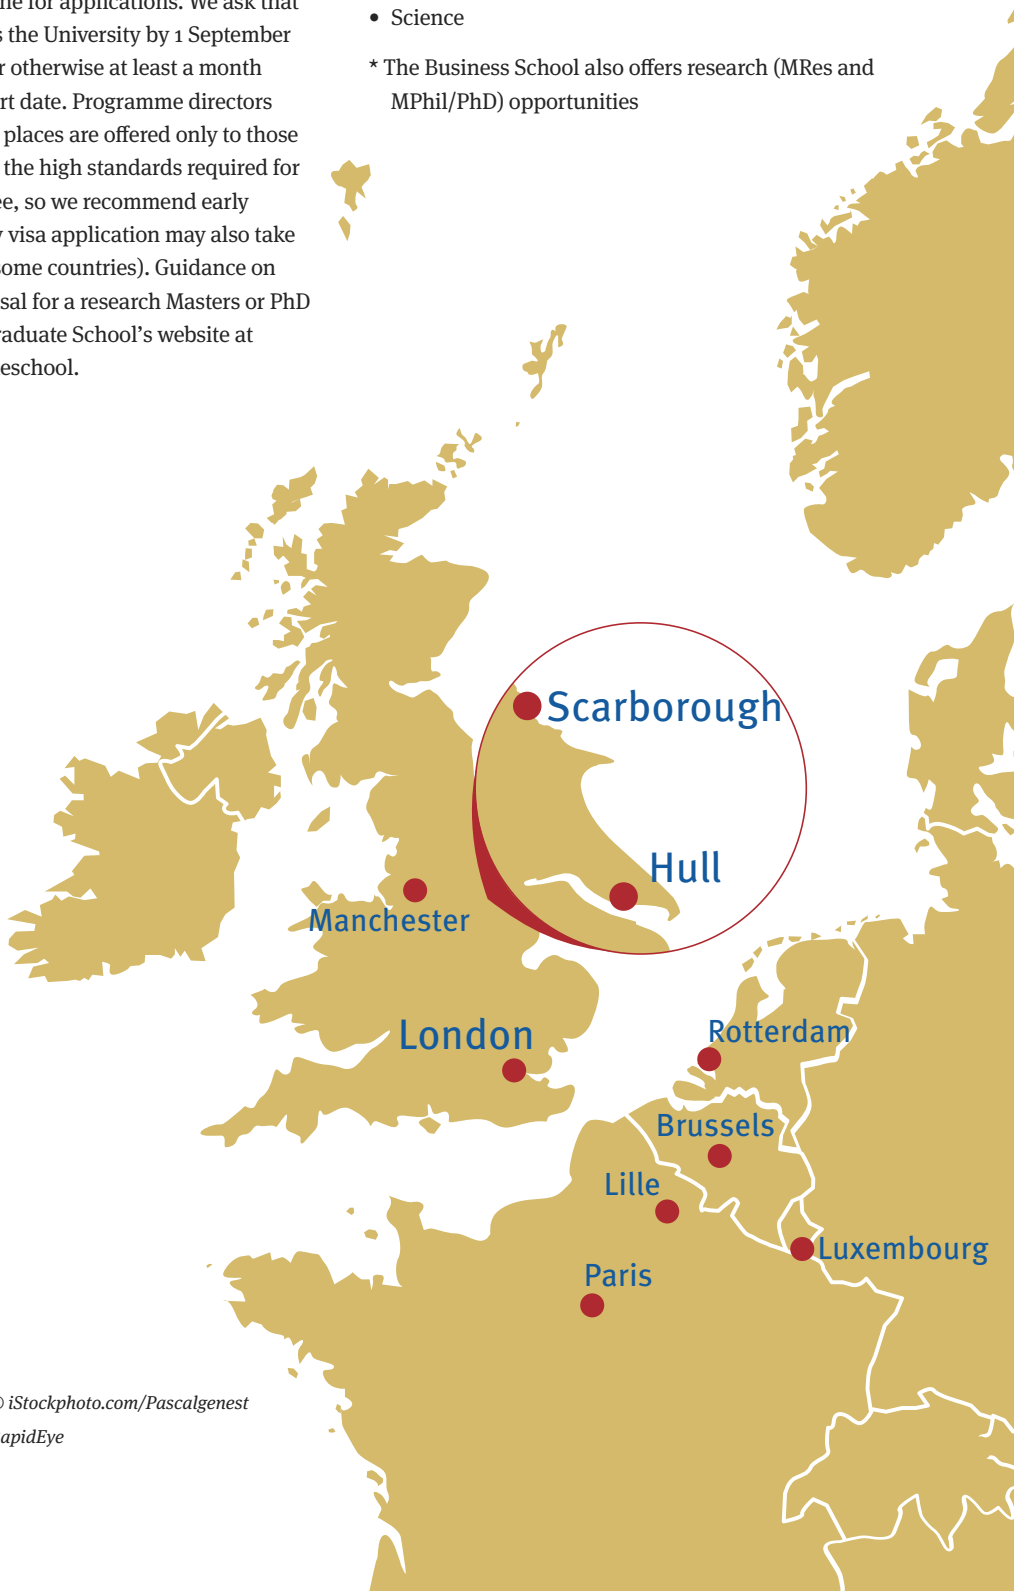 ne for applications. We ask that
s the University by 1 September
r otherwise at least a month
rt date. Programme directors
places are offered only to those
the high standards required for
ee, so we recommend early
y visa application may also take
some countries). Guidance on
sal for a research Masters or PhD
raduate School's website at
eschool.
• Science
* The Business School also offers research (MRes and
MPhil/PhD) opportunities
Scarborough
Hull
Manchester
London
Rotterdam
Brussels
Lille
Luxembourg
Paris
© iStockphoto.com/Pascalgenest
apidEye